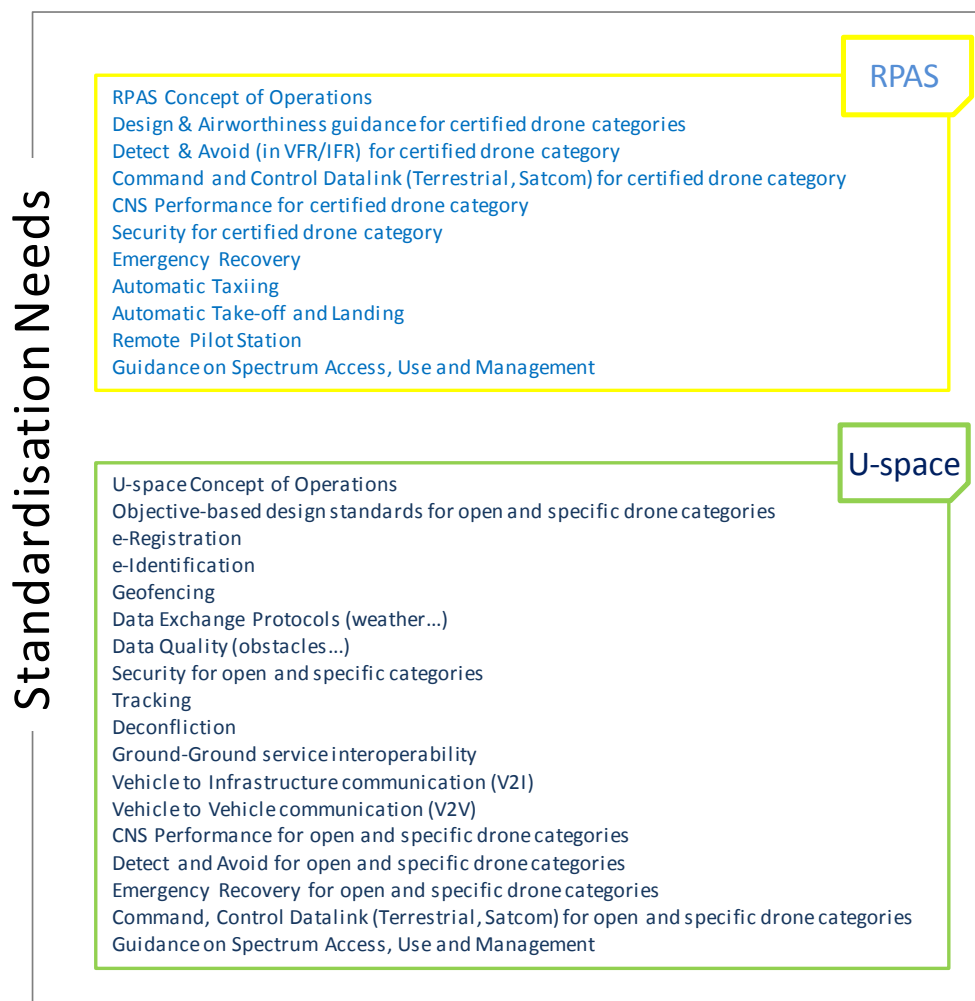 Standardisation Needs
RPAS
RPAS Concept of Operations
Design & Airworthiness guidance for certified drone categories
Detect & Avoid (in VFR/IFR) for certified drone category
Command and Control Datalink (Terrestrial, Satcom) for certified drone category
CNS Performance for certified drone category
Security for certified drone category
Emergency Recovery
Automatic Taxiing
Automatic Take-off and Landing
Remote Pilot Station
Guidance on Spectrum Access, Use and Management
U-space
U-space Concept of Operations
Objective-based design standards for open and specific drone categories
e-Registration
e-Identification
Geofencing
Data Exchange Protocols (weather...)
Data Quality (obstacles...)
Security for open and specific categories
Tracking
Deconfliction
Ground-Ground service interoperability
Vehicle to Infrastructure communication (V2I)
Vehicle to Vehicle communication (V2V)
CNS Performance for open and specific drone categories
Detect and Avoid for open and specific drone categories
Emergency Recovery for open and specific drone categories
Command, Control Datalink (Terrestrial, Satcom) for open and specific drone categories
Guidance on Spectrum Access, Use and Management